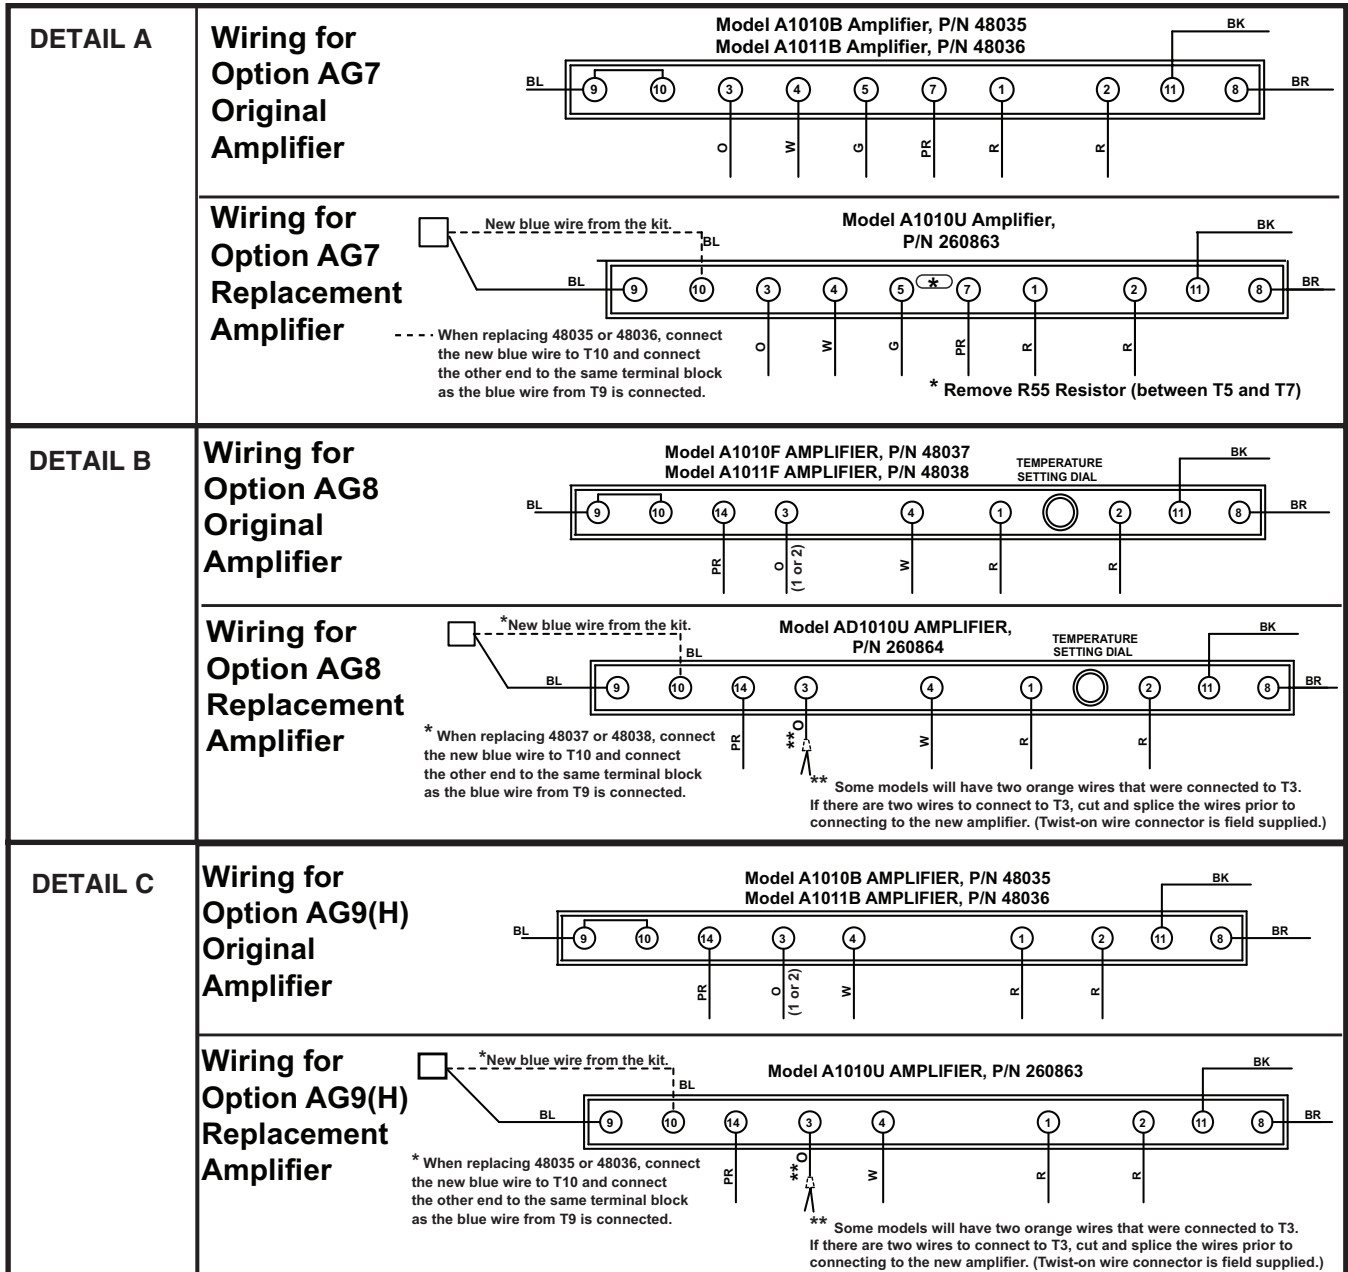 DETAIL A
Wiring for
Option AG7
Original
Amplifier
Model A1010B Amplifier, P/N 48035
Model A1011B Amplifier, P/N 48036
BK
BL
9 10 3 4 5 7 1 2 11 8
BR
O W G PR R R
Wiring for
Option AG7
Replacement
Amplifier
New blue wire from the kit.
BL
Model A1010U Amplifier,
P/N 260863
BK
BL
9 10 3 4 5 * 7 1 2 11 8
BR
O W G PR R R
---- When replacing 48035 or 48036, connect
the new blue wire to T10 and connect
the other end to the same terminal block
as the blue wire from T9 is connected.
* Remove R55 Resistor (between T5 and T7)
DETAIL B
Wiring for
Option AG8
Original
Amplifier
Model A1010F AMPLIFIER, P/N 48037
Model A1011F AMPLIFIER, P/N 48038
TEMPERATURE
SETTING DIAL
BK
BL
9 10 14 3 4 1 2 11 8
BR
PR O (1 or 2) W R R
Wiring for
Option AG8
Replacement
Amplifier
*New blue wire from the kit.
BL
Model AD1010U AMPLIFIER,
P/N 260864
TEMPERATURE
SETTING DIAL
BK
BL
9 10 14 3 4 1 2 11 8
BR
PR **O W R R
* When replacing 48037 or 48038, connect
the new blue wire to T10 and connect
the other end to the same terminal block
as the blue wire from T9 is connected.
** Some models will have two orange wires that were connected to T3.
If there are two wires to connect to T3, cut and splice the wires prior to
connecting to the new amplifier. (Twist-on wire connector is field supplied.)
DETAIL C
Wiring for
Option AG9(H)
Original
Amplifier
Model A1010B AMPLIFIER, P/N 48035
Model A1011B AMPLIFIER, P/N 48036
BK
BL
9 10 14 3 4 1 2 11 8
BR
PR O (1 or 2) W R R
Wiring for
Option AG9(H)
Replacement
Amplifier
*New blue wire from the kit.
BL
Model A1010U AMPLIFIER, P/N 260863
BK
BL
9 10 14 3 4 1 2 11 8
BR
PR **O W R R
* When replacing 48035 or 48036, connect
the new blue wire to T10 and connect
the other end to the same terminal block
as the blue wire from T9 is connected.
** Some models will have two orange wires that were connected to T3.
If there are two wires to connect to T3, cut and splice the wires prior to
connecting to the new amplifier. (Twist-on wire connector is field supplied.)